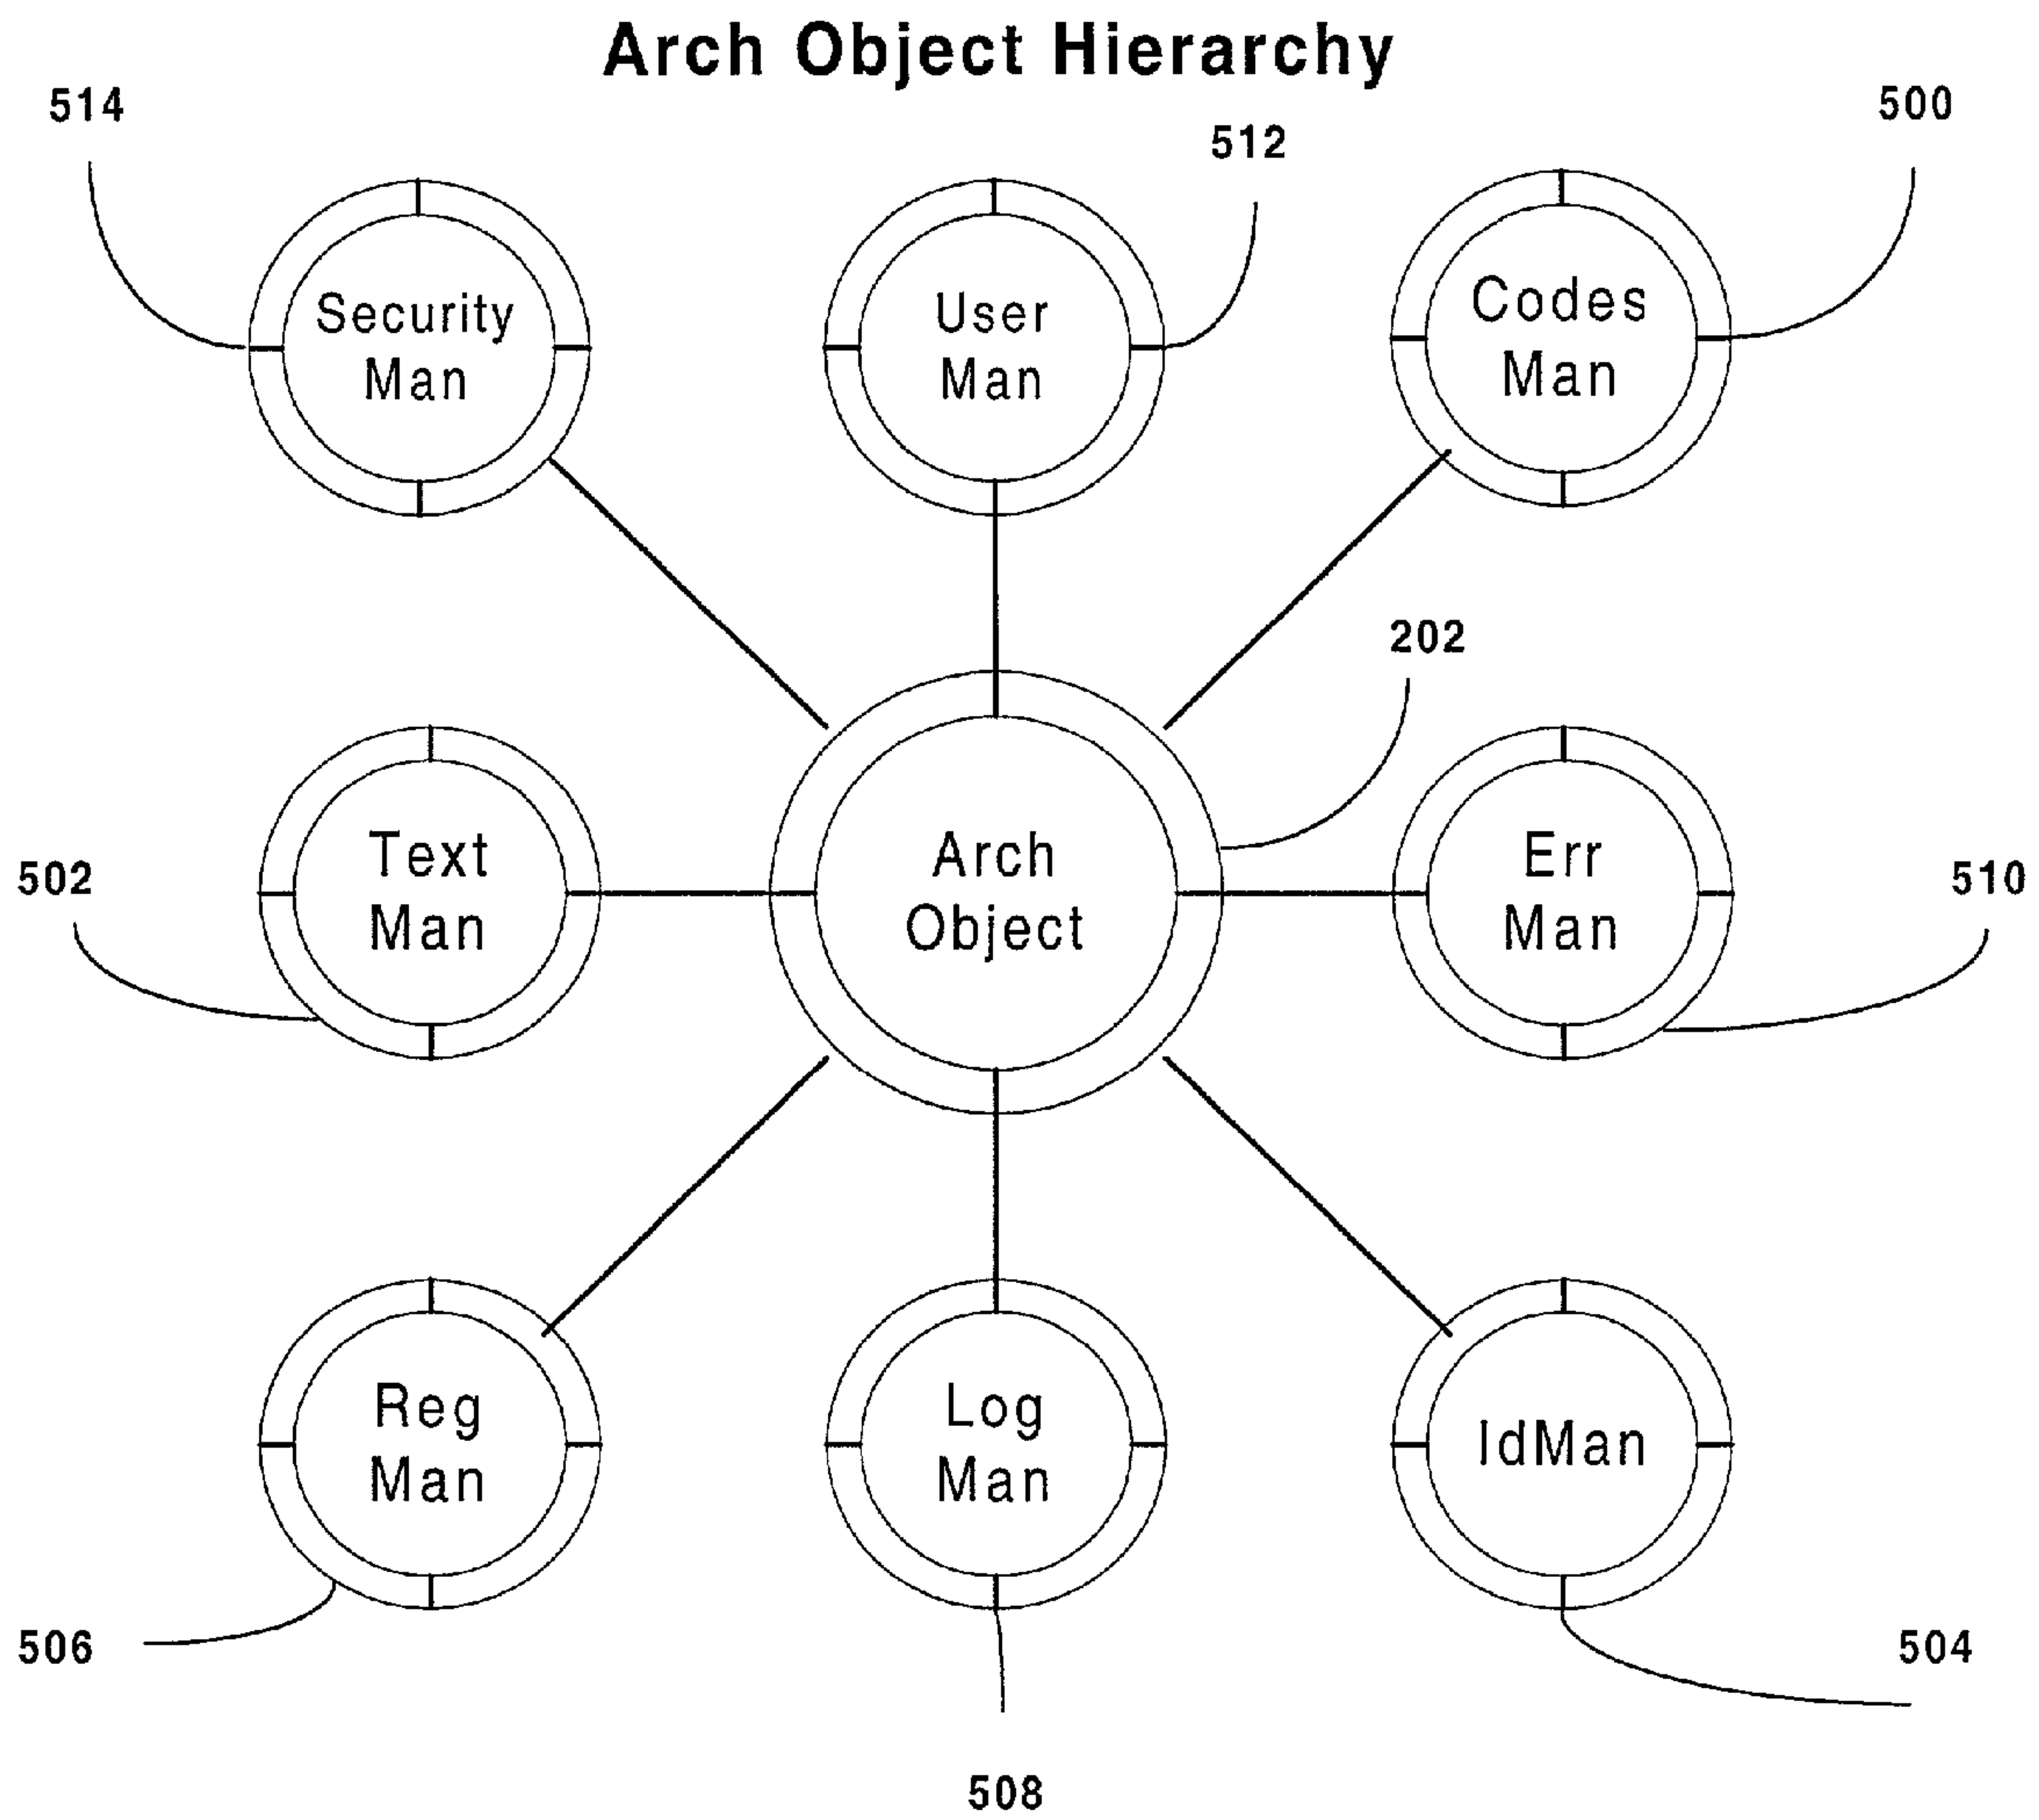 Arch Object Hierarchy
514
512
500
Security
Man
User
Man
Codes
Man
202
502
Text
Man
Arch
Object
Err
Man
510
Reg
Man
Log
Man
IdMan
506
504
508